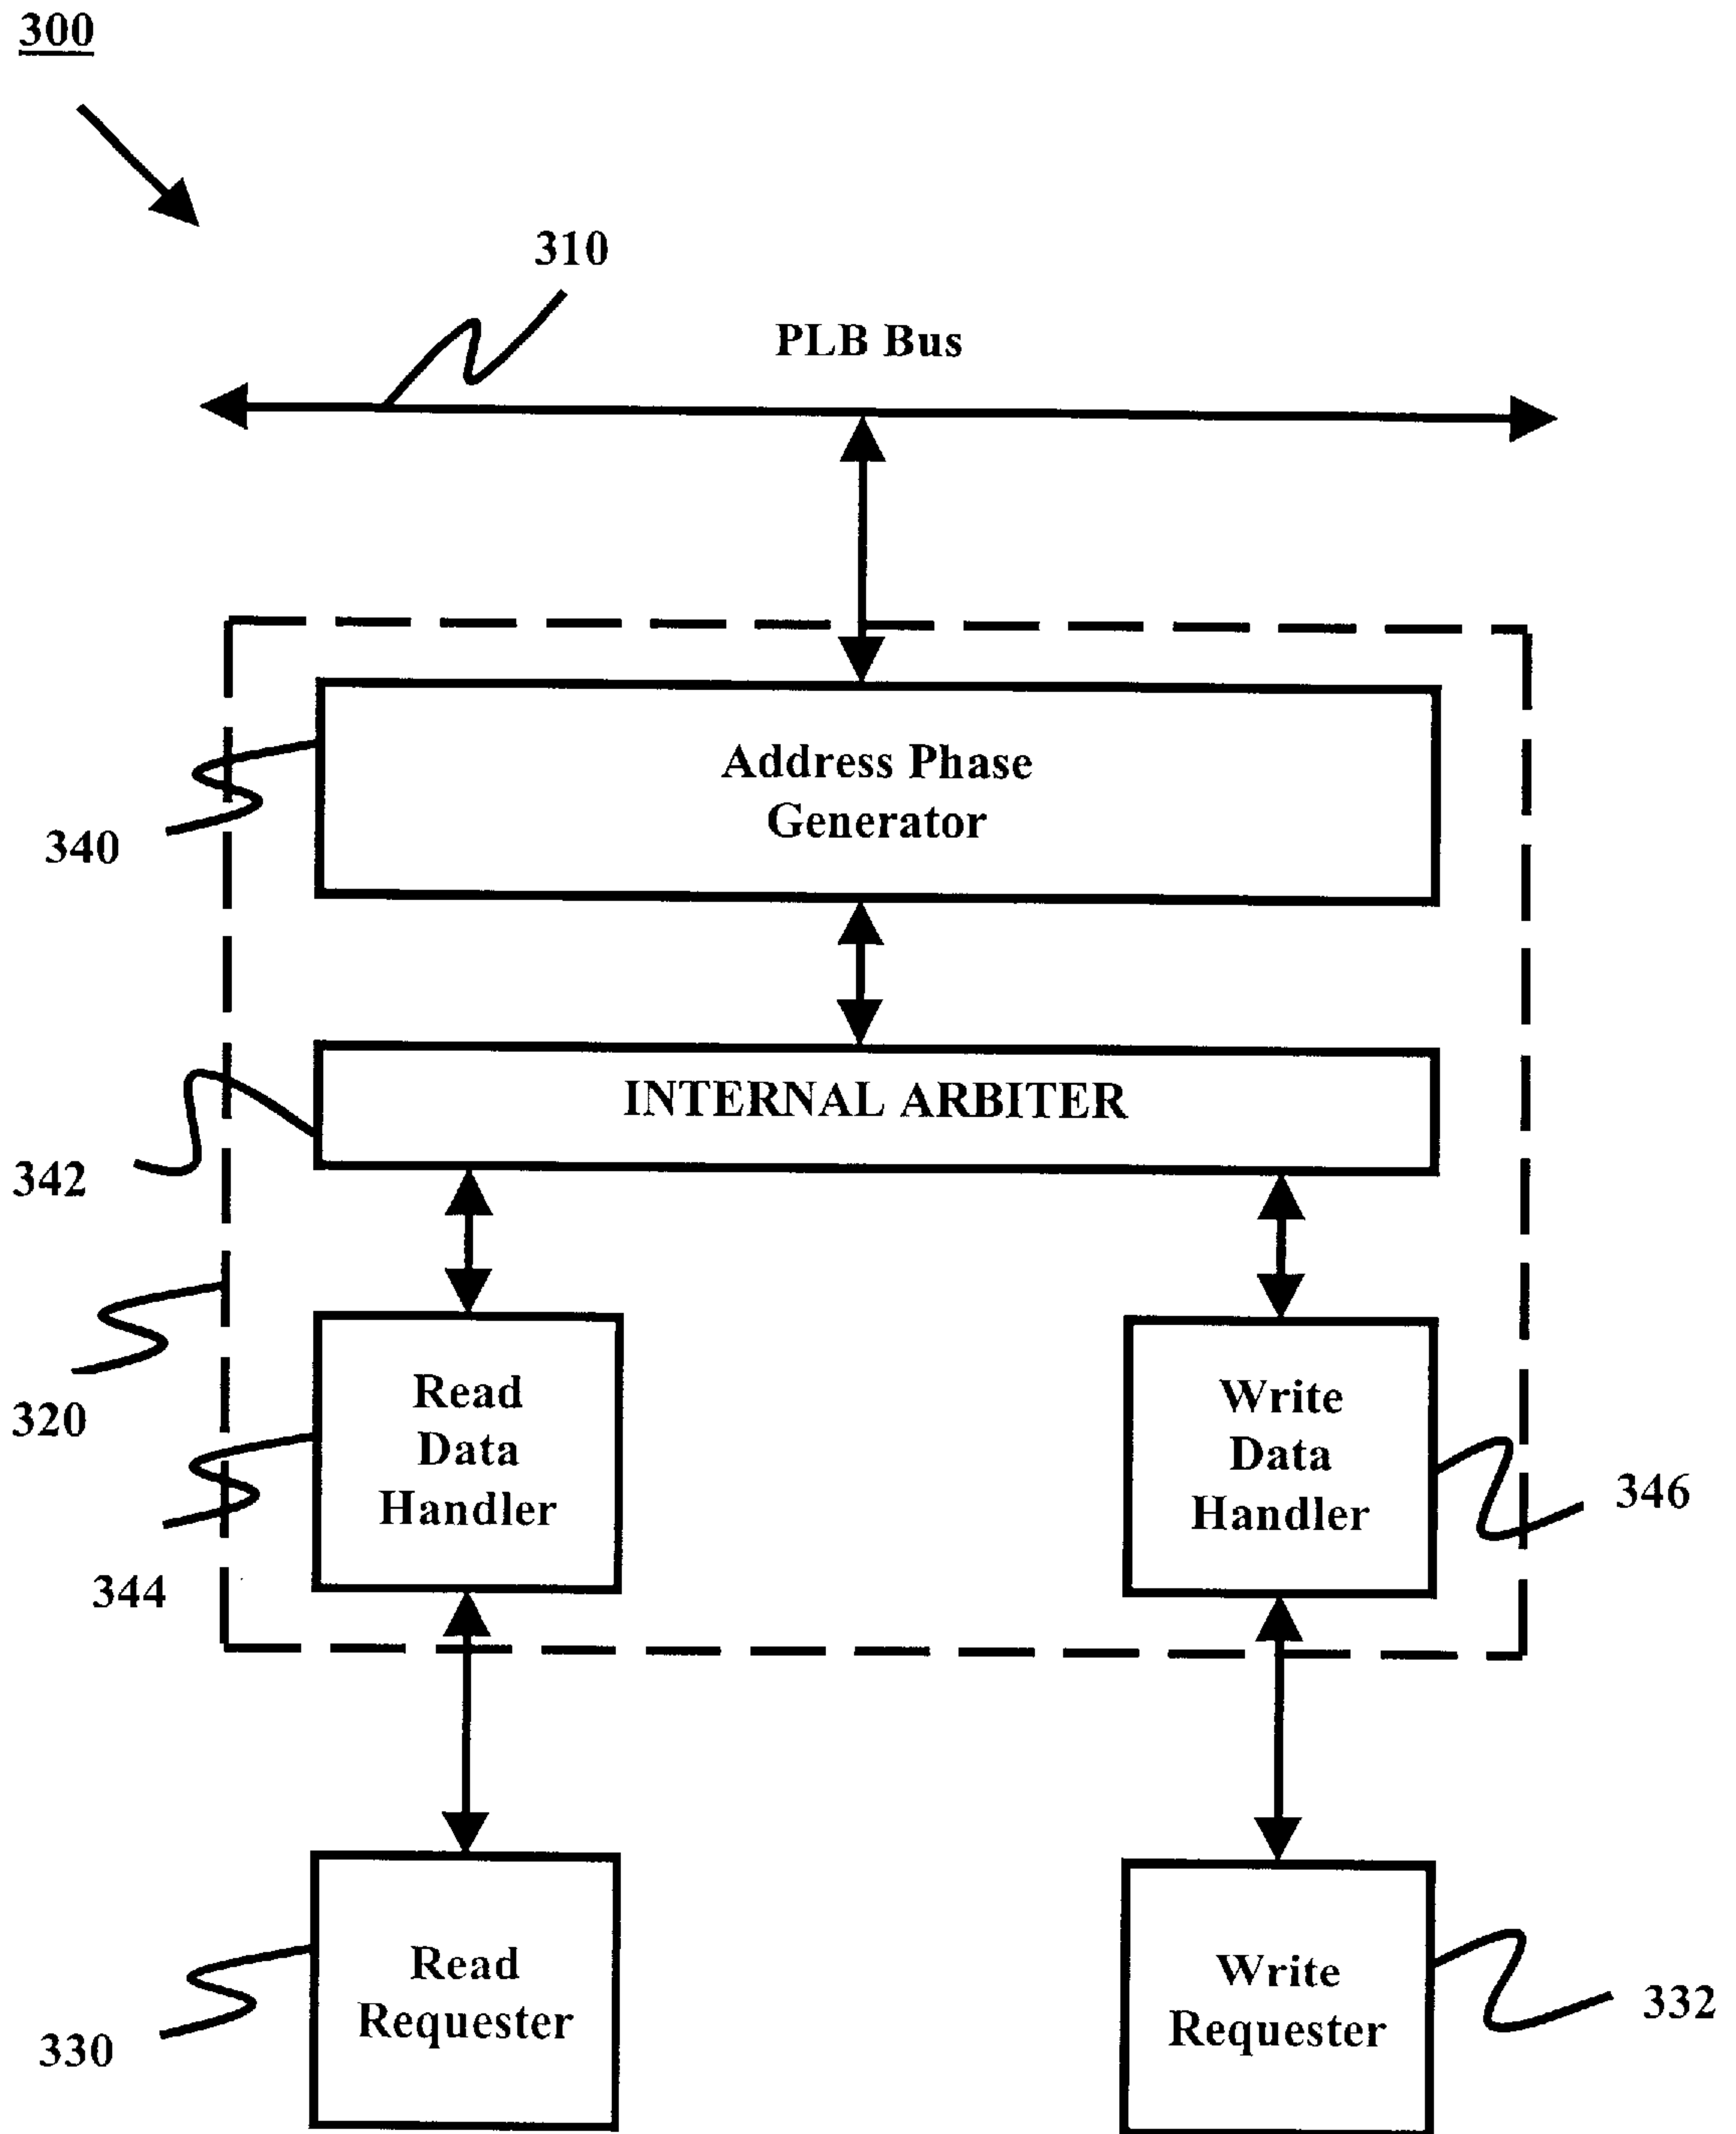 300
310
PLB Bus
Address Phase
Generator
340
INTERNAL ARBITER
342
320
Read
Data
Handler
344
Write
Data
Handler
346
Read
Requester
330
Write
Requester
332